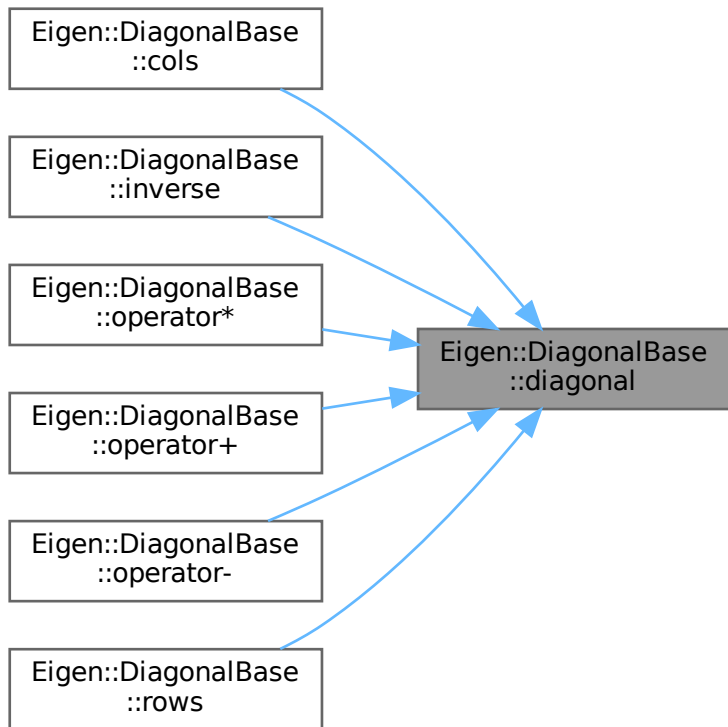 Eigen::DiagonalBase
::cols
Eigen::DiagonalBase
::inverse
Eigen::DiagonalBase
::operator*
Eigen::DiagonalBase
::diagonal
Eigen::DiagonalBase
::operator+
Eigen::DiagonalBase
::operator-
Eigen::DiagonalBase
::rows